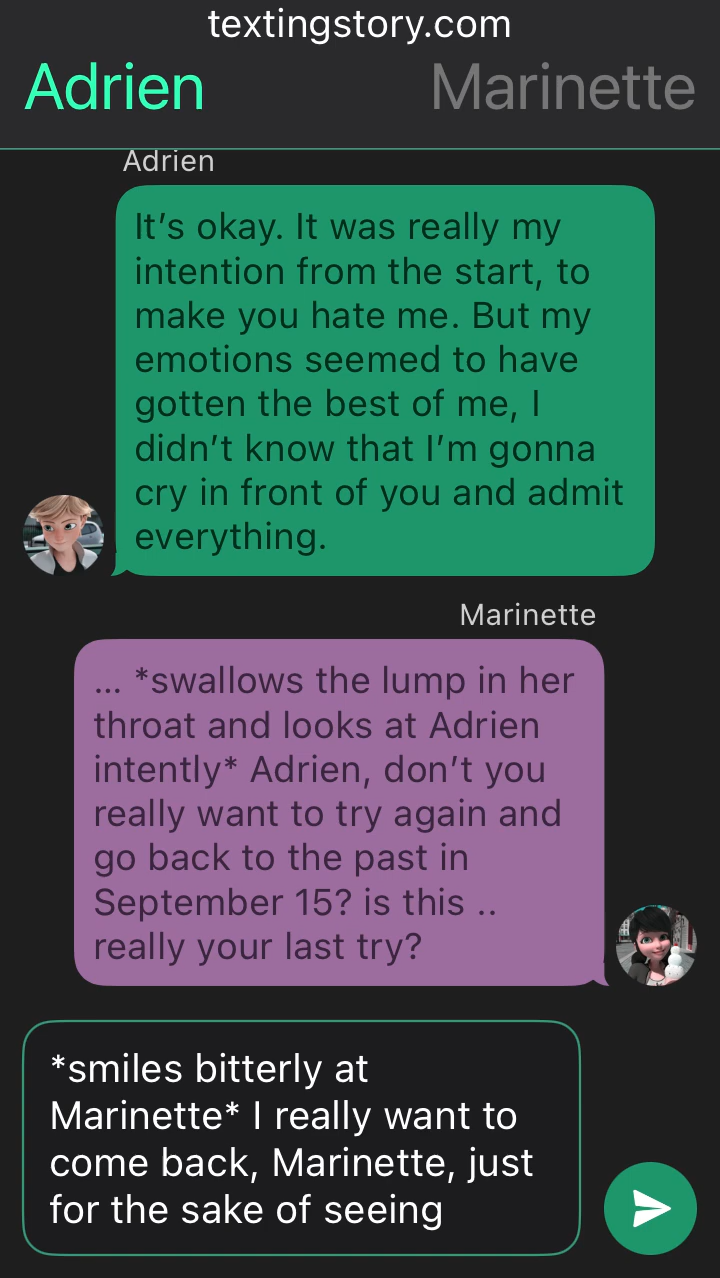 textingstory.com
Adrien Marinette
Adrien
It’s okay. It was really my
intention from the start, to
make you hate me. But my
emotions seemed to have
gotten the best of me, I
didn’t know that I’m gonna
cry in front of you and admit
everything.
Marinette
... *swallows the lump in her
throat and looks at Adrien
intently* Adrien, don’t you
really want to try again and
go back to the past in
September 15? is this ..
really your last try?
*smiles bitterly at
Marinette* I really want to
come back, Marinette, just
for the sake of seeing